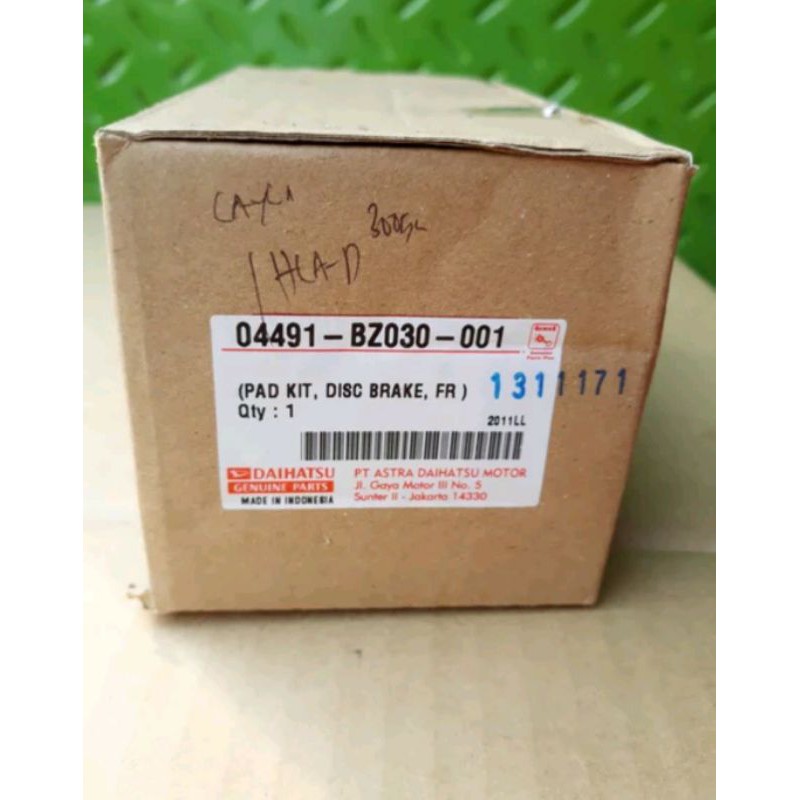 04491-BZ030-001
(PAD KIT, DISC BRAKE, FR)
1311171
Qty : 1
2011LL
DAIHATSU
GENUINE PARTS
MADE IN INDONESIA
PT ASTRA DAIHATSU MOTOR
Jl. Gaya Motor III No. 5
Sunter II - Jakarta 14330